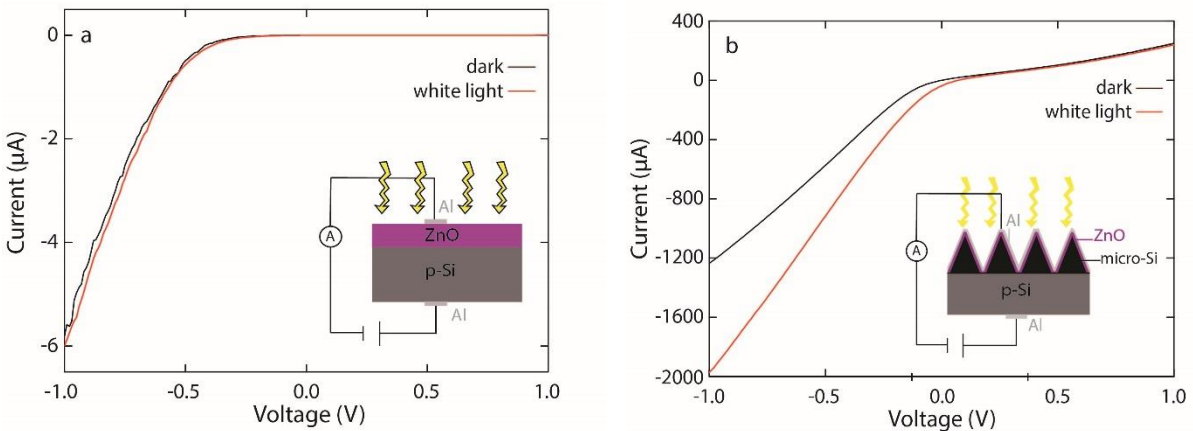 a
0
-2
-4
-6
Current (µA)
dark
white light
A
Al
ZnO
p-Si
Al
-1.0
-0.5
0.0
0.5
1.0
Voltage (V)
b
400
0
-400
-800
-1200
-1600
-2000
Current (µA)
dark
white light
A
Al
ZnO
micro-Si
p-Si
Al
-1.0
-0.5
0.0
0.5
1.0
Voltage (V)